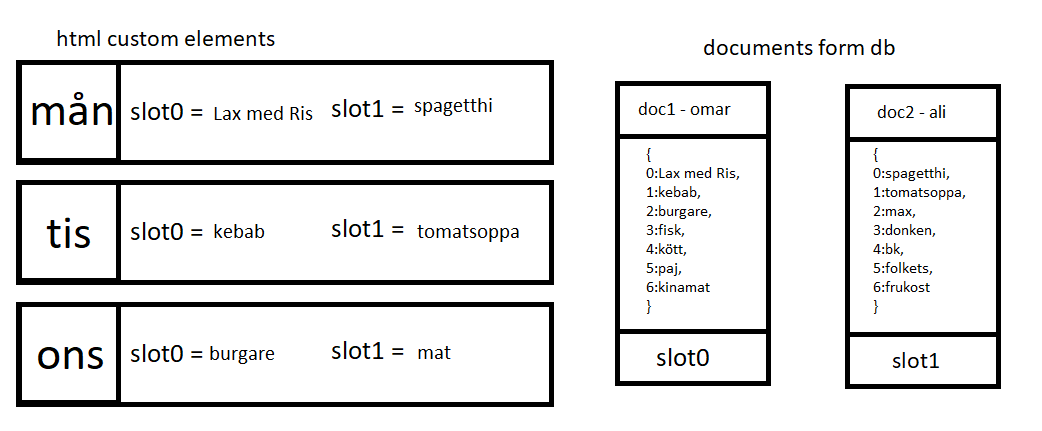 html custom elements
mån
slot0 = Lax med Ris
slot1 = spagetthi
tis
slot0 = kebab
slot1 = tomatsoppa
ons
slot0 = burgare
slot1 = mat
documents form db
doc1 - omar
{
0:Lax med Ris,
1:kebab,
2:burgare,
3:fisk,
4:kött,
5:paj,
6:kinamat
}
slot0
doc2 - ali
{
0:spagetthi,
1:tomatsoppa,
2:max,
3:donken,
4:bk,
5:folkets,
6:frukost
}
slot1